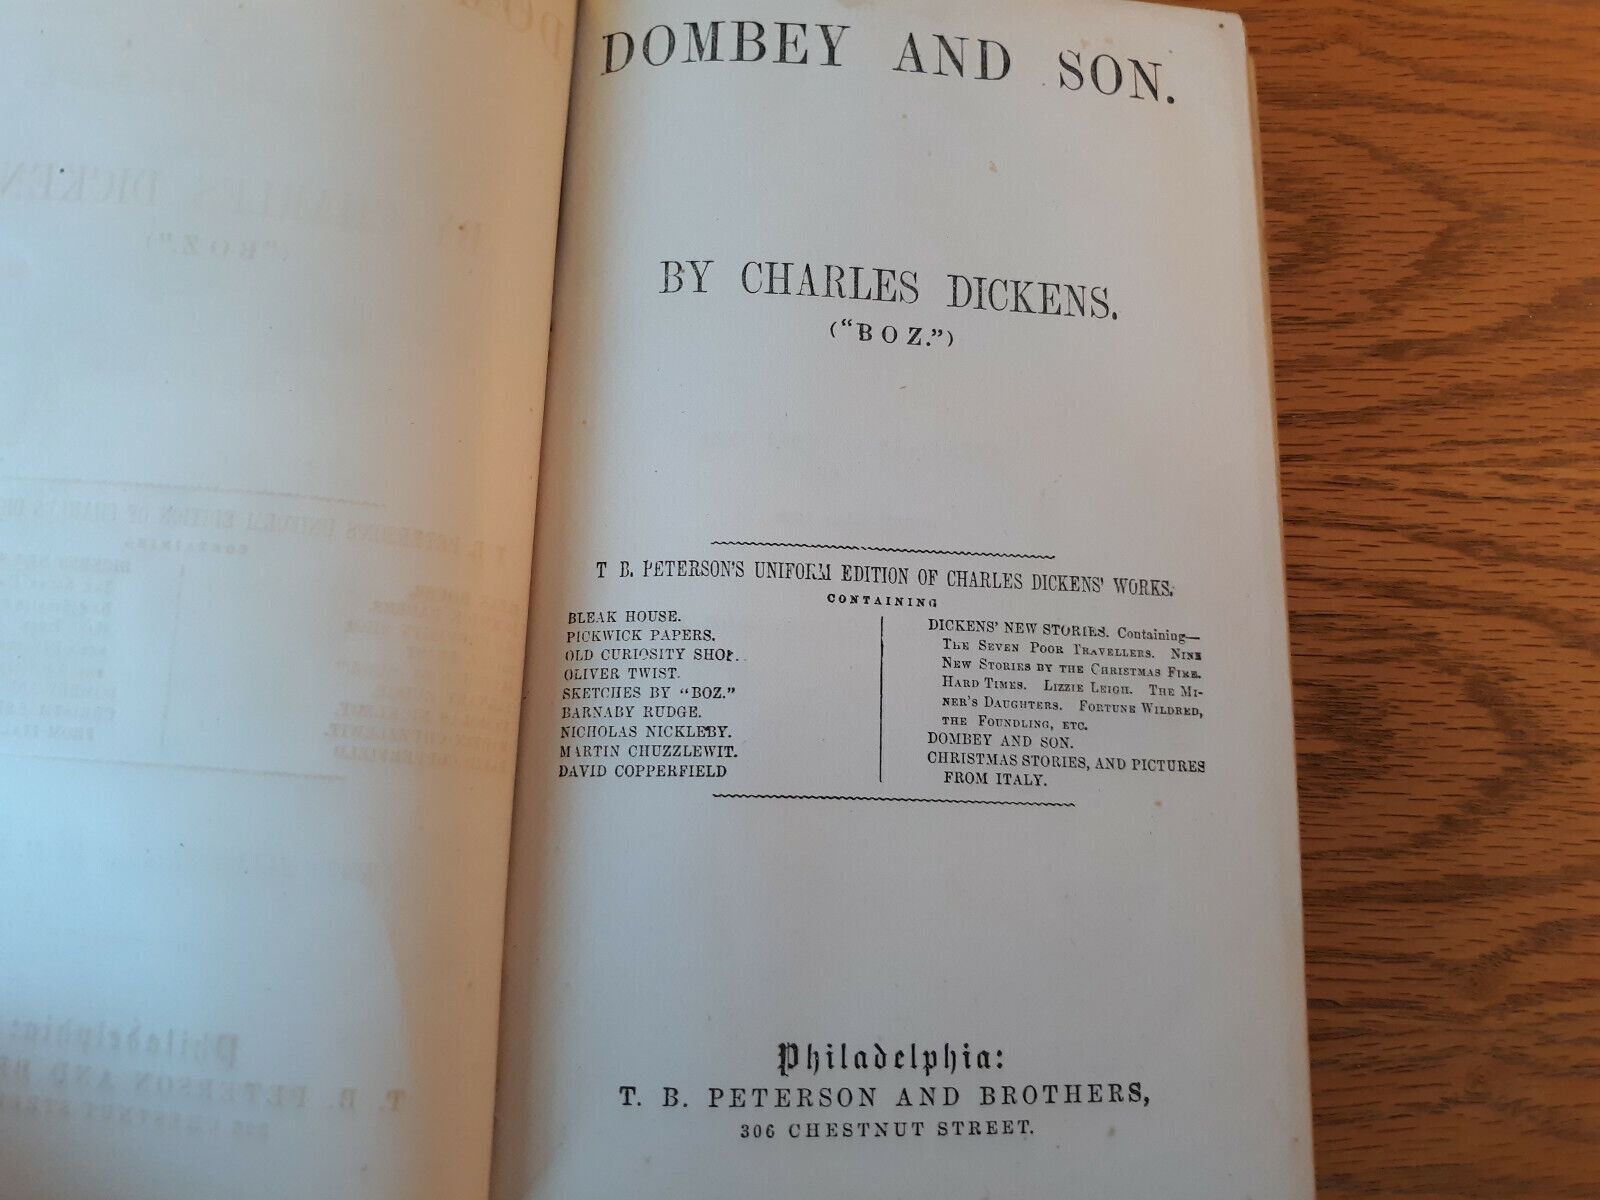 DOMBEY AND SON.
BY CHARLES DICKENS.
("BOZ.")
T B. PETERSON'S UNIFORM EDITION OF CHARLES DICKENS' WORKS.
CONTAINING
BLEAK HOUSE.
PICKWICK PAPERS.
OLD CURIOSITY SHOP.
OLIVER TWIST.
SKETCHES BY "BOZ."
BARNABY RUDGE.
NICHOLAS NICKLEBY.
MARTIN CHUZZLEWIT.
DAVID COPPERFIELD
DICKENS' NEW STORIES. Containing—
THE SEVEN POOR TRAVELLERS. NINE
NEW STORIES BY THE CHRISTMAS FIRE.
HARD TIMES. LIZZIE LEIGH. THE MI-
NER'S DAUGHTERS. FORTUNE WILDRED,
THE FOUNDLING, ETC.
DOMBEY AND SON.
CHRISTMAS STORIES, AND PICTURES
FROM ITALY.
Philadelphia:
T. B. PETERSON AND BROTHERS,
306 CHESTNUT STREET.